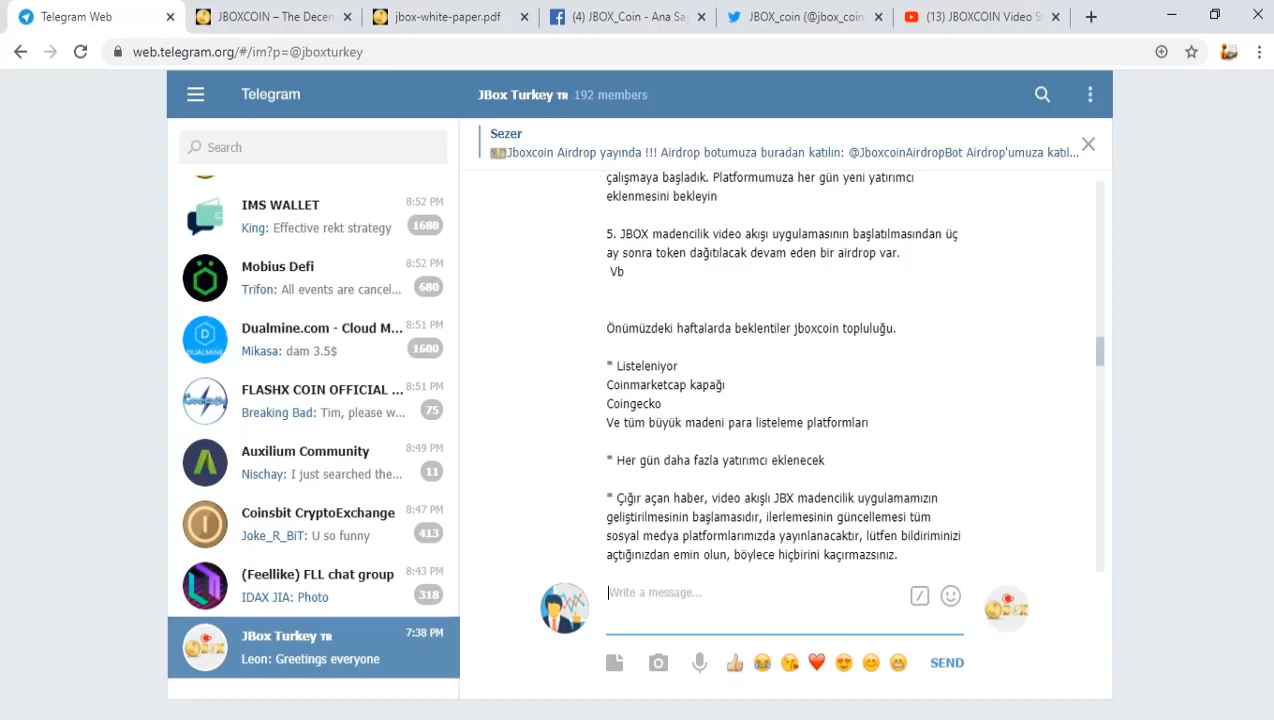 Telegram Web
JBOXCOIN – The Decen
jbox-white-paper.pdf
(4) JBOX_Coin - Ana Say
JBOX_coin (@jbox_coin
(13) JBOXCOIN Video St
web.telegram.org/#/im?p=@jboxturkey
Telegram
JBox Turkey TR 192 members
Search
Sezer
Jboxcoin Airdrop yayında !!! Airdrop botumuza buradan katılın: @JboxcoinAirdropBot Airdrop'umuza katıl...
IMS WALLET 8:52 PM
King: Effective rekt strategy 1680
Mobius Defi 8:52 PM
Trifon: All events are cancel... 680
Dualmine.com - Cloud M... 8:51 PM
Mikasa: dam 3.5$ 1600
DUALMINE
FLASHX COIN OFFICIAL ... 8:51 PM
Breaking Bad: Tim, please w... 75
Auxilium Community 8:49 PM
Nischay: I just searched the... 11
Coinsbit CryptoExchange 8:47 PM
Joke_R_BiT: U so funny 413
(Feellike) FLL chat group 8:43 PM
IDAX JIA: Photo 318
JBox Turkey TR 7:38 PM
Leon: Greetings everyone
çalışmaya başladık. Platformumuza her gün yeni yatırımcı
eklenmesini bekleyin
5. JBOX madencilik video akışı uygulamasının başlatılmasından üç
ay sonra token dağıtılacak devam eden bir airdrop var.
Vb
Önümüzdeki haftalarda beklentiler jboxcoin topluluğu.
* Listeleniyor
Coinmarketcap kapağı
Coingecko
Ve tüm büyük madeni para listeleme platformları
* Her gün daha fazla yatırımcı eklenecek
* Çığır açan haber, video akışlı JBX madencilik uygulamamızın
geliştirilmesinin başlamasıdır, ilerlemesinin güncellemesi tüm
sosyal medya platformlarımızda yayınlanacaktır, lütfen bildiriminizi
açtığınızdan emin olun, böylece hiçbirini kaçırmazsınız.
Write a message...
SEND